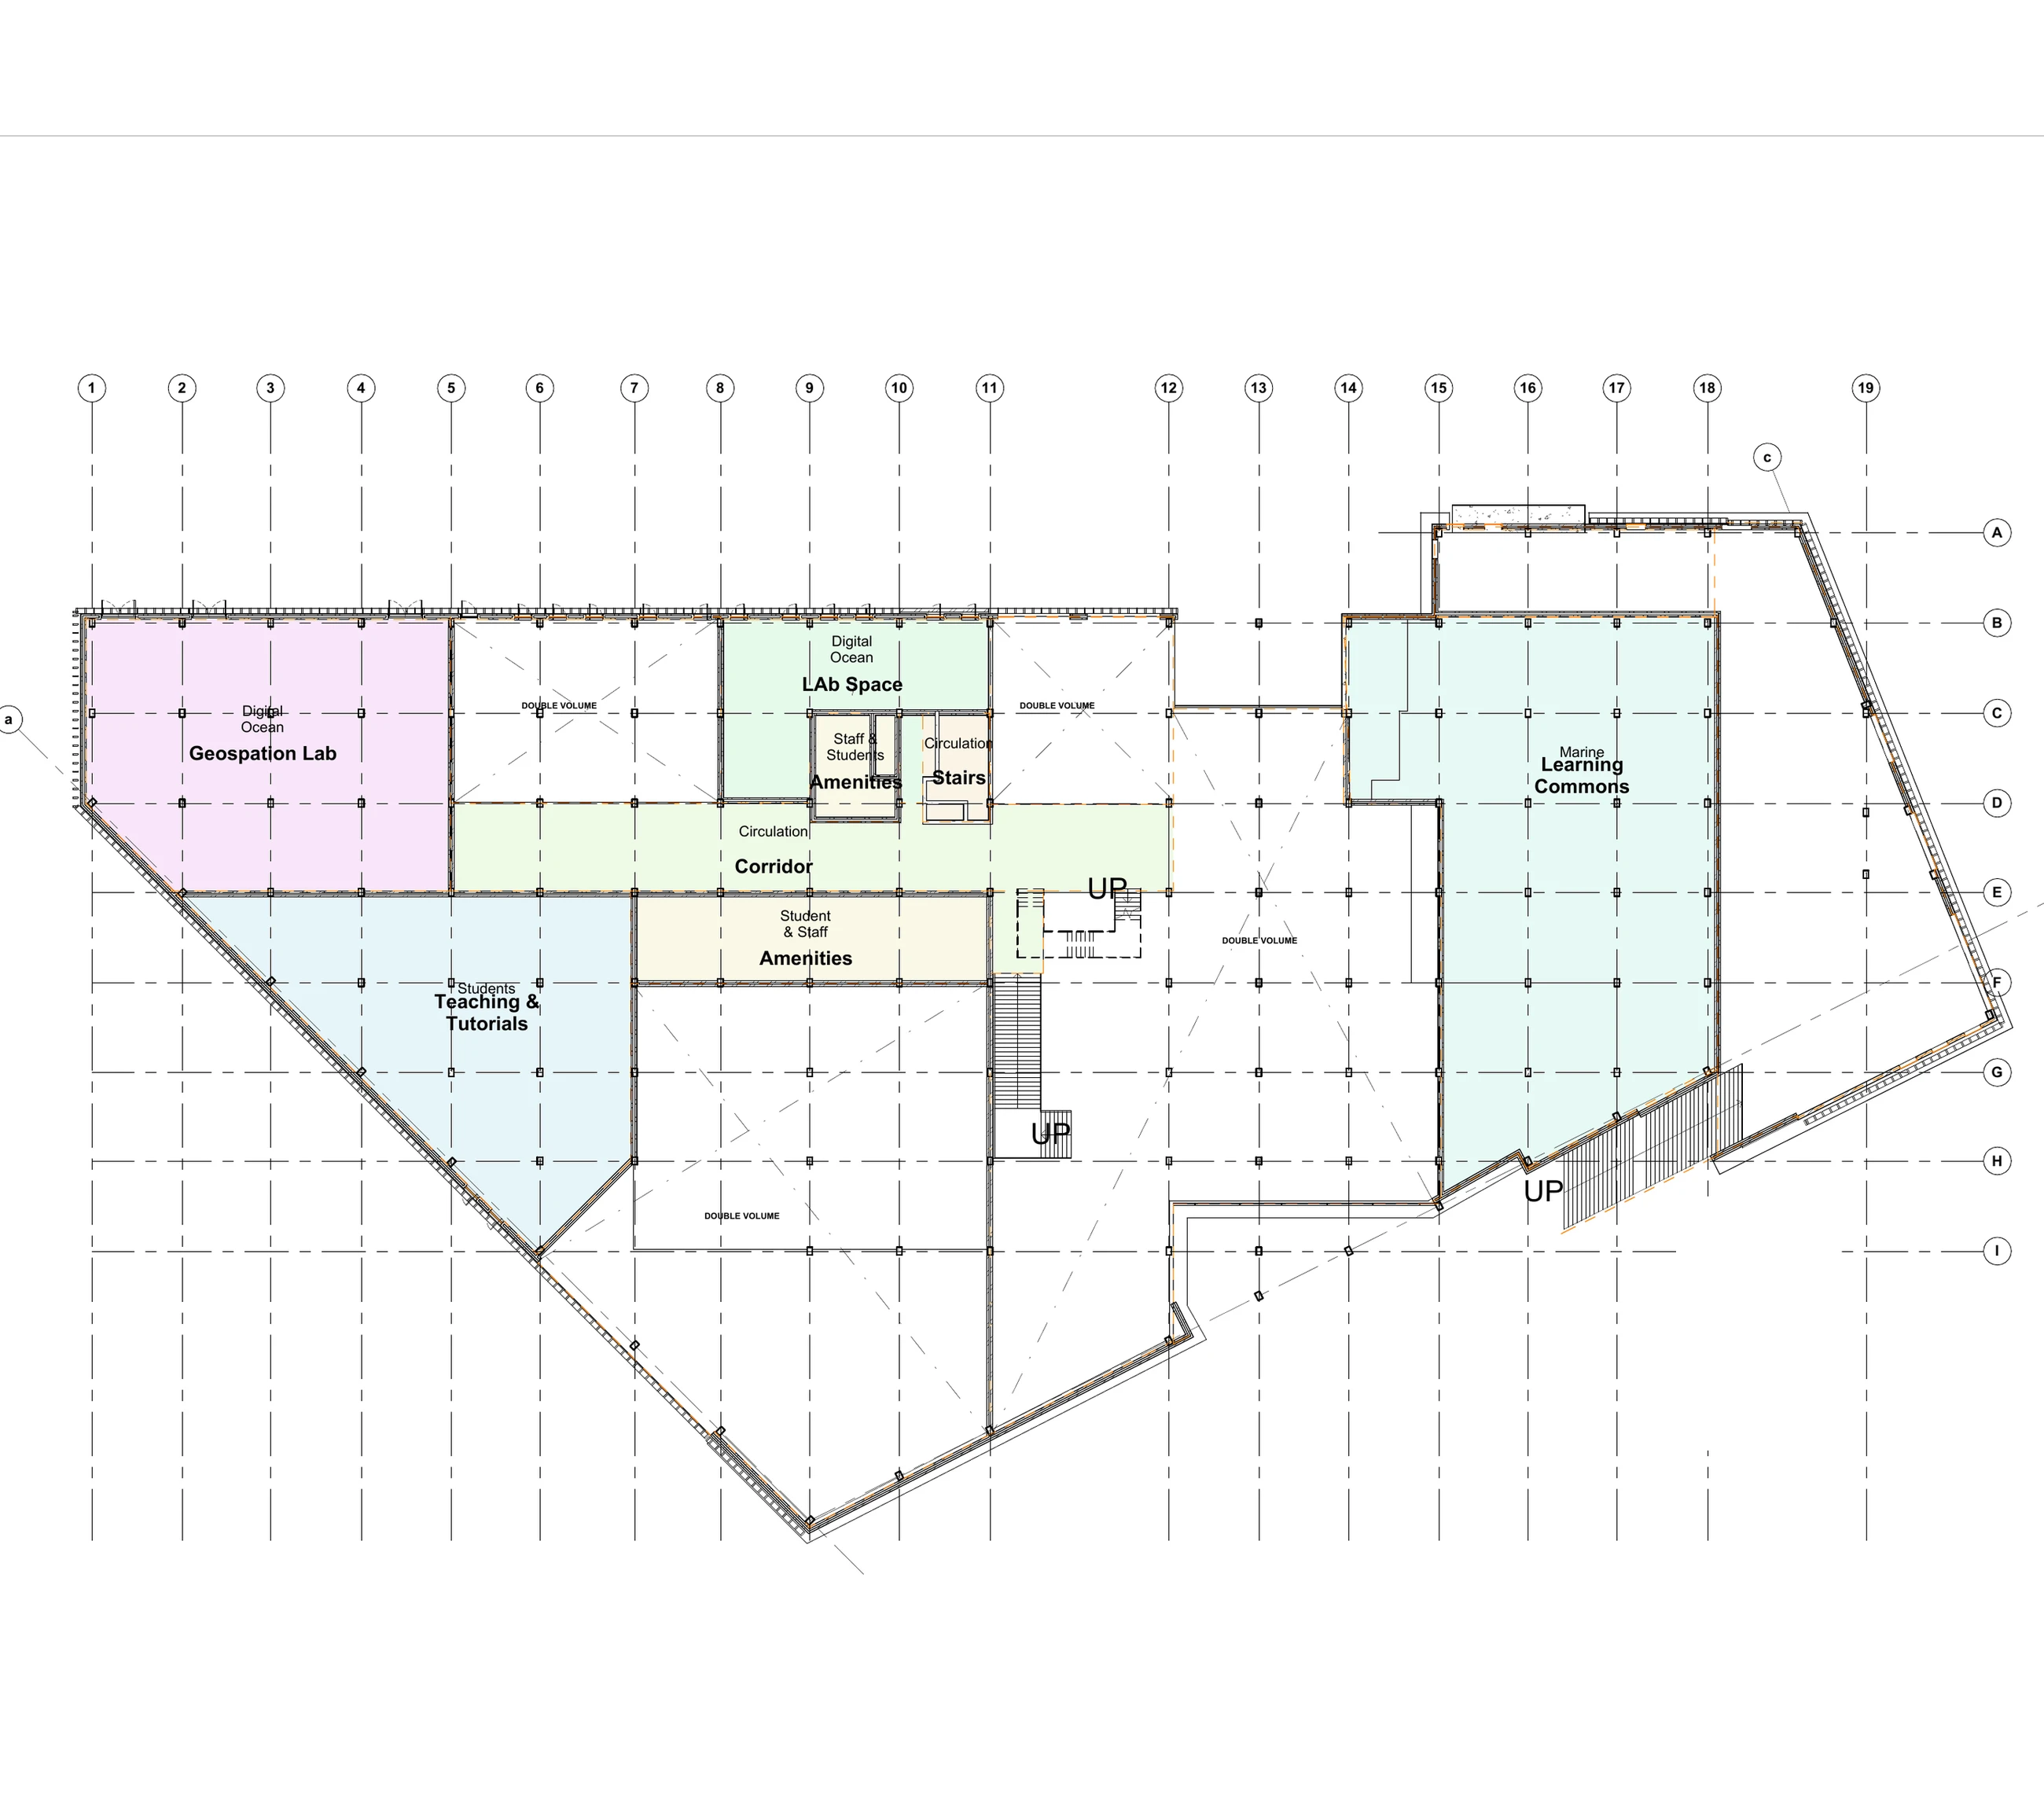 1
2
3
4
5
6
7
8
9
10
11
12
13
14
15
16
17
18
19
c
A
B
Digital
Ocean
LAb Space
a
Digital
Ocean
Geospation Lab
DOUBLE VOLUME
DOUBLE VOLUME
C
Staff &
Students
Amenities
Circulation
Stairs
Marine
Learning
Commons
D
Circulation
Corridor
UP
E
Student
& Staff
Amenities
DOUBLE VOLUME
Students
Teaching &
Tutorials
F
G
UP
H
UP
DOUBLE VOLUME
I